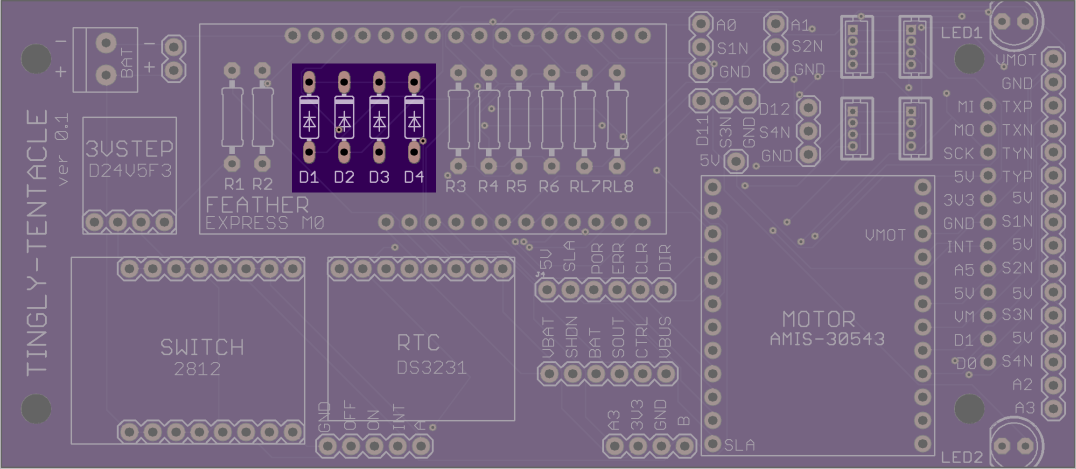 TINGLY-TENTACLE
ver 0.1
- +
BAT
- +
3VSTEP
D24V5F3
R1 R2
D1 D2 D3 D4
R3 R4 R5 R6 RL7 RL8
FEATHER
EXPRESS M0
A0
S1N
GND
A1
S2N
GND
D11
S3N
GND
5V
D12
S4N
GND
LED1
VMOT
GND
MI TXP
MO TXN
SCK TYN
5V TYP
3V3 5V
GND S1N
INT 5V
A5 S2N
5V 5V
VM S3N
D1 5V
D0 S4N
A2
A3
LED2
SWITCH
2812
RTC
DS3231
GND
OFF
ON
INT
A
J4
5V
SLA
POR
ERR
CLR
DIR
VBAT
SHDN
BAT
SOUT
CTRL
VBUS
A3
3V3
GND
B
VMOT
MOTOR
AMIS-30543
SLA